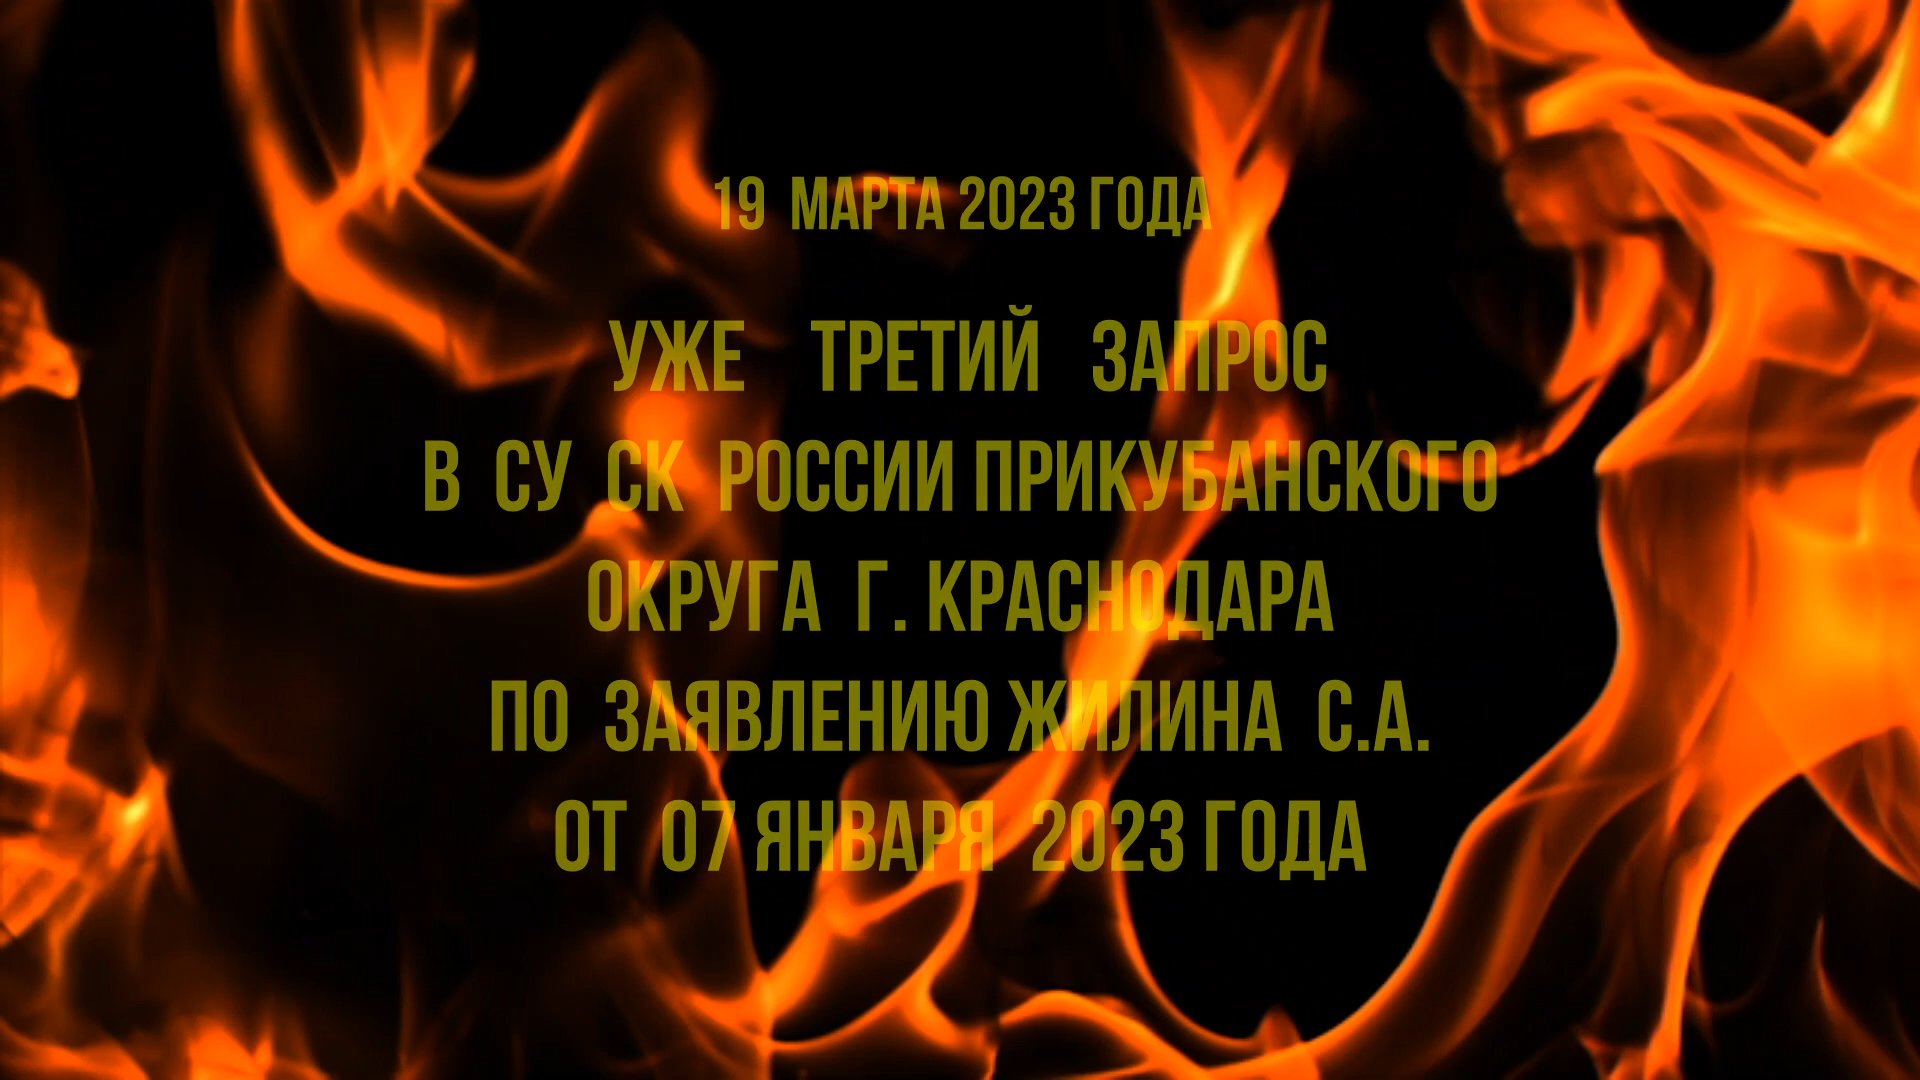 19 МАРТА 2023 ГОДА
УЖЕ ТРЕТИЙ ЗАПРОС
В СУ СК РОССИИ ПРИКУБАНСКОГО
ОКРУГА Г. КРАСНОДАРА
ПО ЗАЯВЛЕНИЮ ЖИЛИНА С.А.
ОТ 07 ЯНВАРЯ 2023 ГОДА